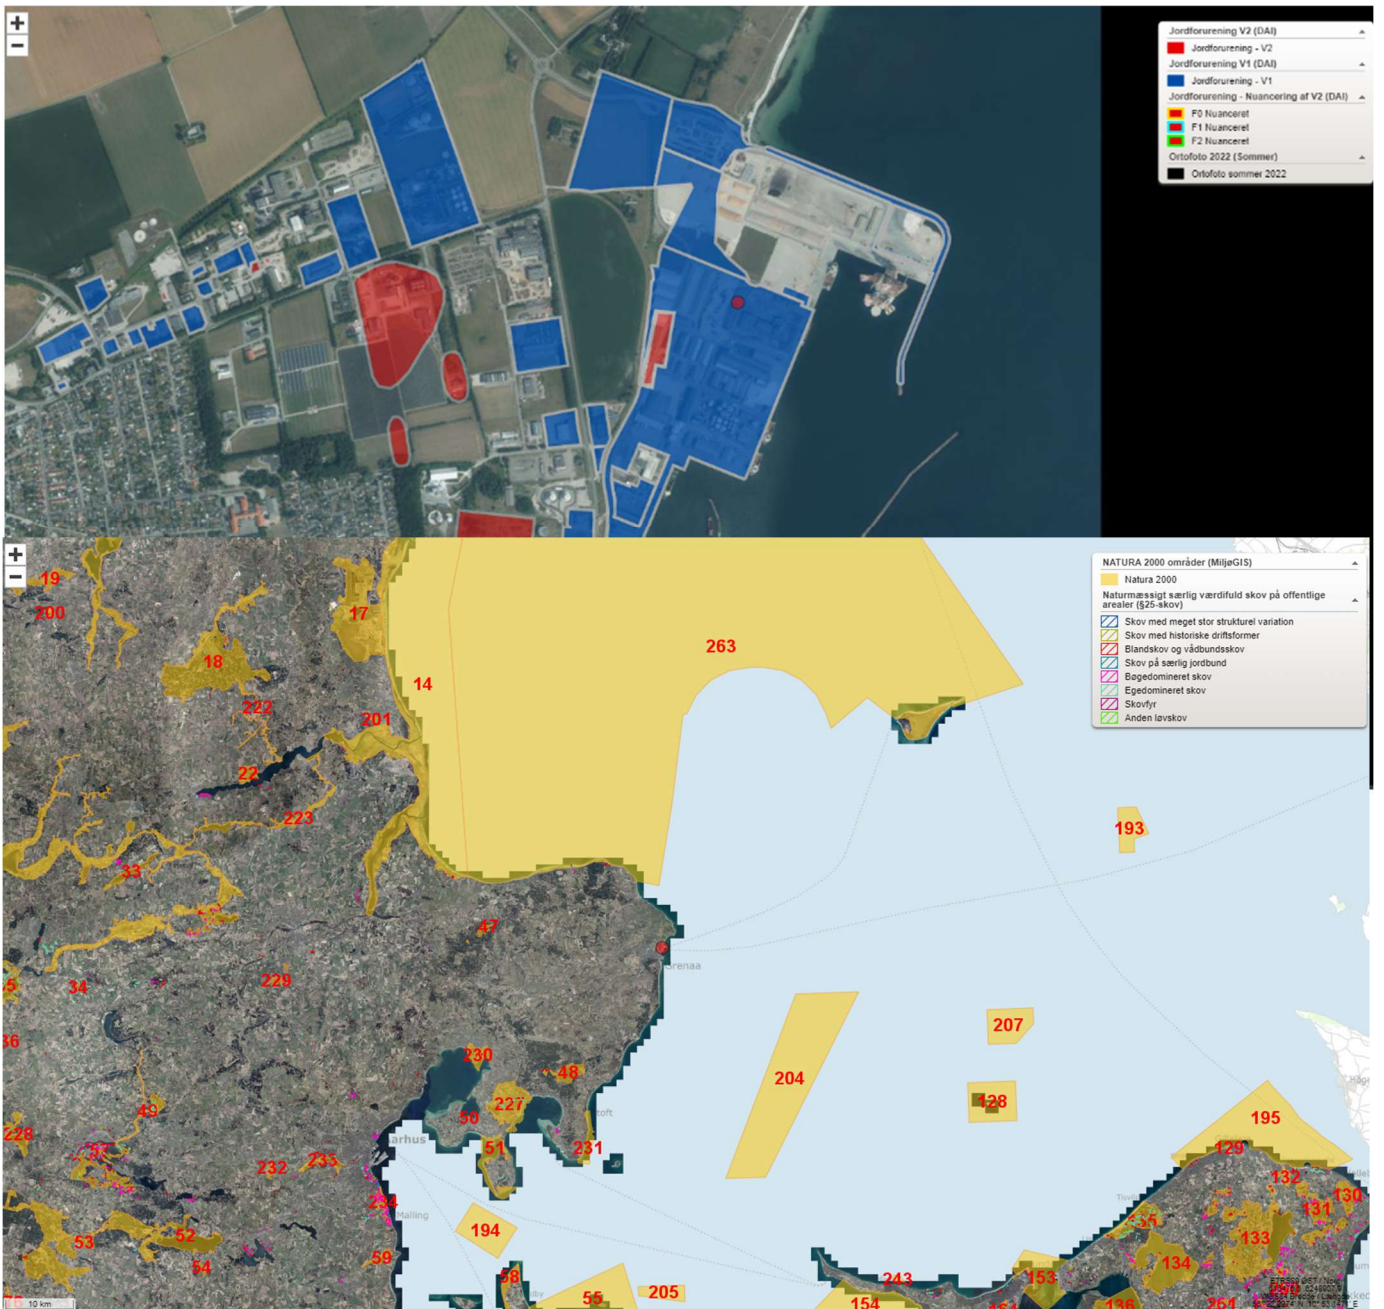 +
−
Jordforurening V2 (DAI)
Jordforurening - V2
Jordforurening V1 (DAI)
Jordforurening - V1
Jordforurening - Nuancering af V2 (DAI)
F0 Nuanceret
F1 Nuanceret
F2 Nuanceret
Ortofoto 2022 (Sommer)
Ortofoto sommer 2022
+
−
NATURA 2000 områder (MiljøGIS)
Natura 2000
Naturmæssigt særlig værdifuld skov på offentlige
arealer (§25-skov)
Skov med meget stor strukturel variation
Skov med historiske driftsformer
Blandskov og vådbundsskov
Skov på særlig jordbund
Bøgedomineret skov
Egedomineret skov
Skovfyr
Anden løvskov
19
200
17
18
263
14
222
201
22
223
193
33
47
Grenaa
34
229
207
36
230
48
204
128
49
50
227
195
228
arhus
51
231
129
232
235
132
130
234
Malling
131
194
53
52
133
54
59
134
58
243
153
55
205
154
136
261
10 km